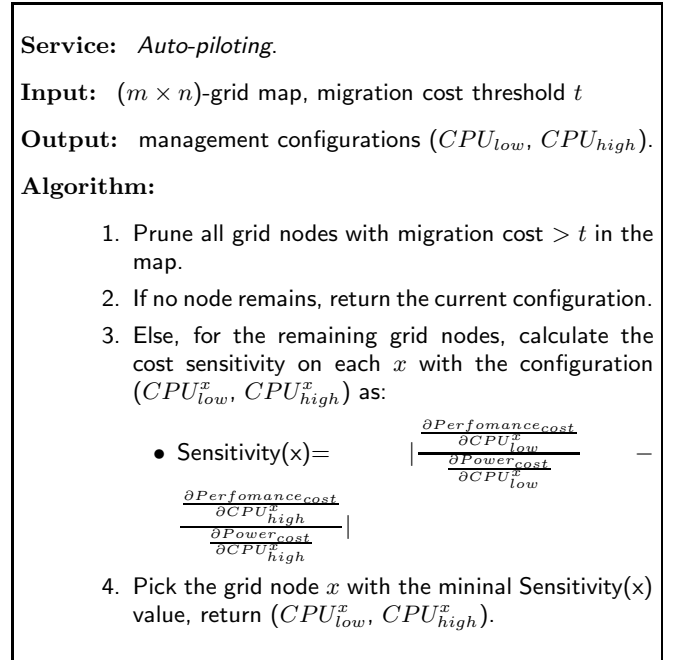 Service: Auto-piloting.
Input: (m × n)-grid map, migration cost threshold t
Output: management configurations (CPU_low, CPU_high).
Algorithm:
1. Prune all grid nodes with migration cost > t in the
map.
2. If no node remains, return the current configuration.
3. Else, for the remaining grid nodes, calculate the
cost sensitivity on each x with the configuration
(CPU^x_low, CPU^x_high) as:
• Sensitivity(x)= |((∂Perfomance_cost / ∂CPU^x_low) / (∂Power_cost / ∂CPU^x_low)) −
((∂Perfomance_cost / ∂CPU^x_high) / (∂Power_cost / ∂CPU^x_high))|
4. Pick the grid node x with the mininal Sensitivity(x)
value, return (CPU^x_low, CPU^x_high).